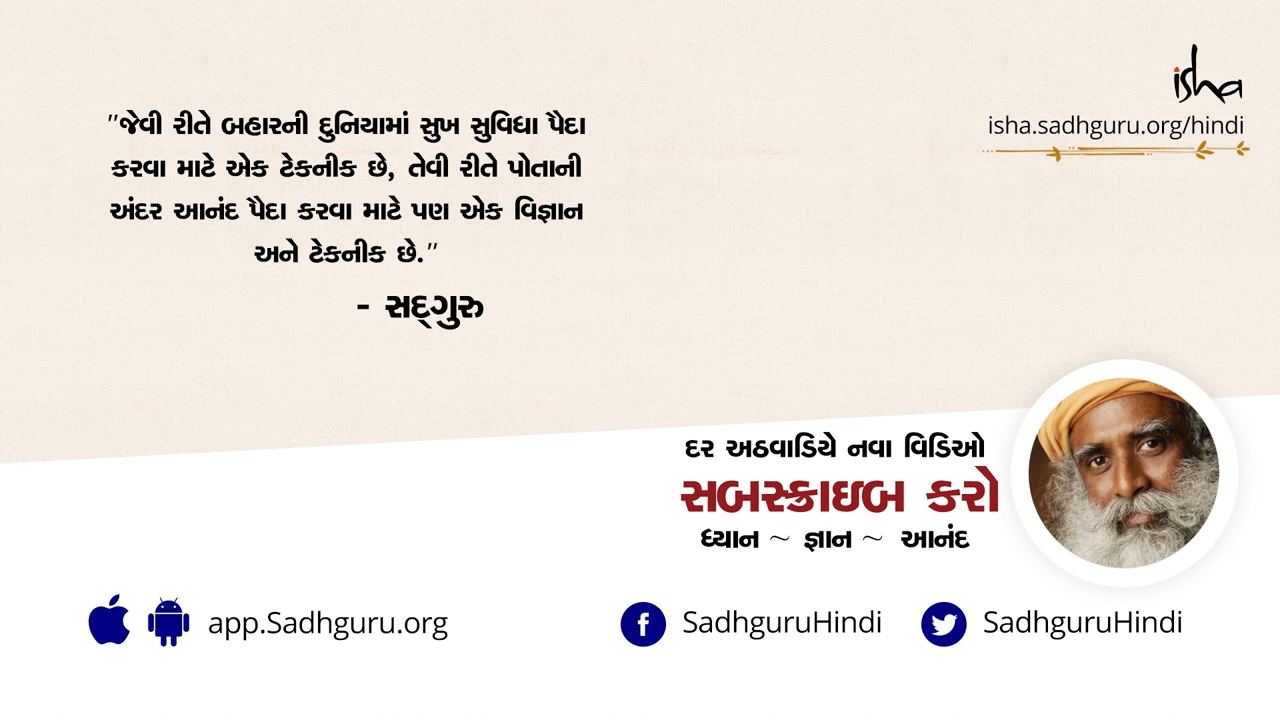 "જેવી રીતે બહારની દુનિયામાં સુખ સુવિધા પૈદા
કરવા માટે એક ટેકનીક છે, તેવી રીતે પોતાની
અંદર આનંદ પૈદા કરવા માટે પણ એક વિજ્ઞાન
અને ટેકનીક છે."
- સદ્‌ગુરુ
isha
isha.sadhguru.org/hindi
દર અઠવાડિયે નવા વિડિઓ
સબસ્ક્રાઇબ કરો
ધ્યાન ~ જ્ઞાન ~ આનંદ
app.Sadhguru.org
SadhguruHindi
SadhguruHindi